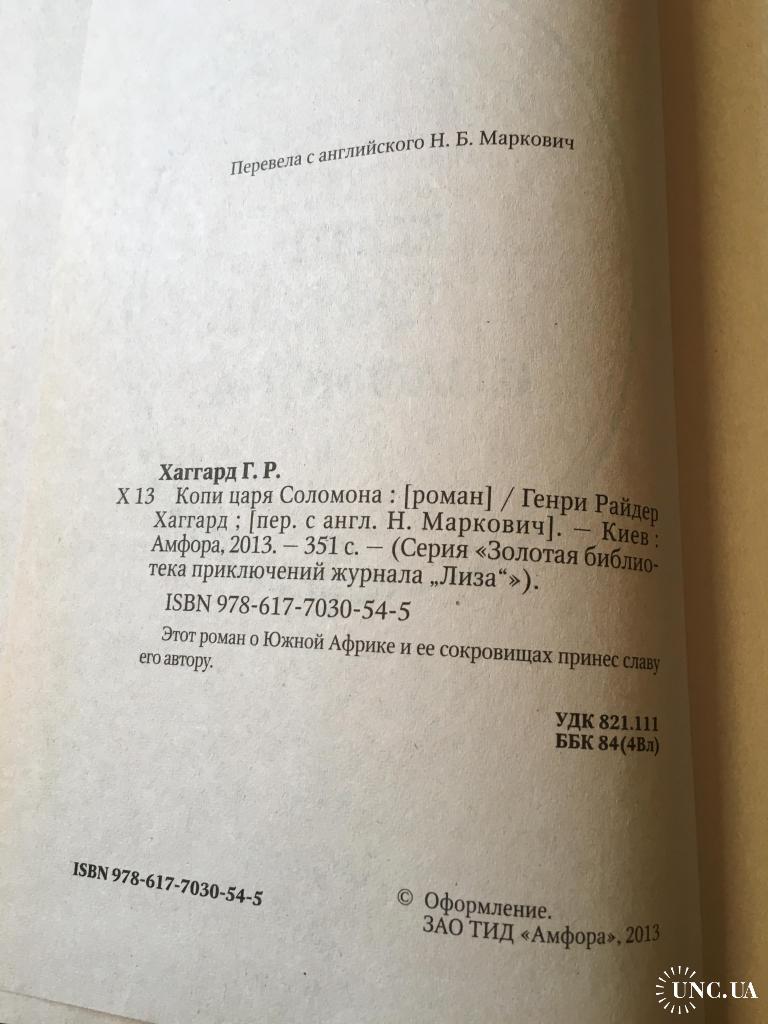 Перевела с английского Н. Б. Маркович
Хаггард Г. Р.
Х 13 Копи царя Соломона : [роман] / Генри Райдер
Хаггард ; [пер. с англ. Н. Маркович]. — Киев :
Амфора, 2013. — 351 с. — (Серия «Золотая библио-
тека приключений журнала „Лиза“»).
ISBN 978-617-7030-54-5
Этот роман о Южной Африке и ее сокровищах принес славу
его автору.
УДК 821.111
ББК 84(4Вл)
ISBN 978-617-7030-54-5
© Оформление.
ЗАО ТИД «Амфора», 2013
UNC.UA